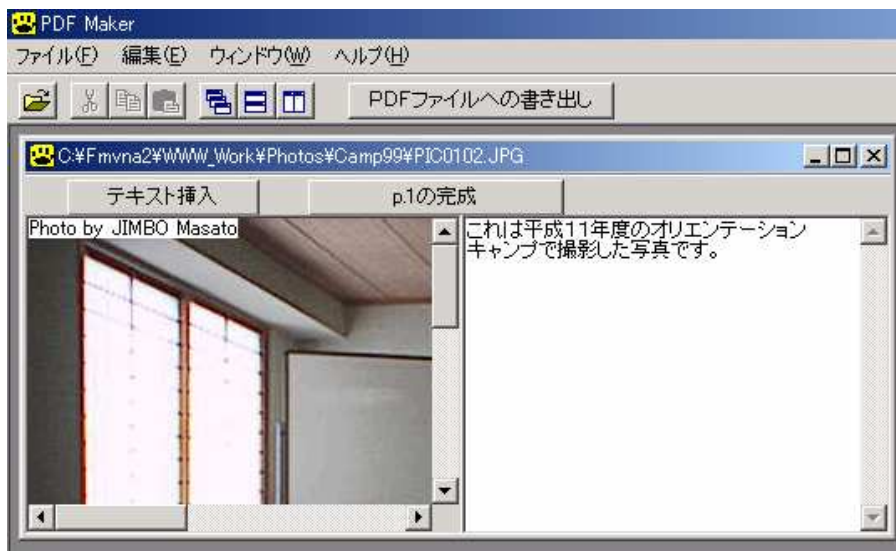 PDF Maker
ファイル(F) 編集(E) ウィンドウ(W) ヘルプ(H)
PDFファイルへの書き出し
C:¥Fmvna2¥WWW_Work¥Photos¥Camp99¥PIC0102.JPG
テキスト挿入 p.1の完成
Photo by JIMBO Masato
これは平成11年度のオリエンテーション
キャンプで撮影した写真です。